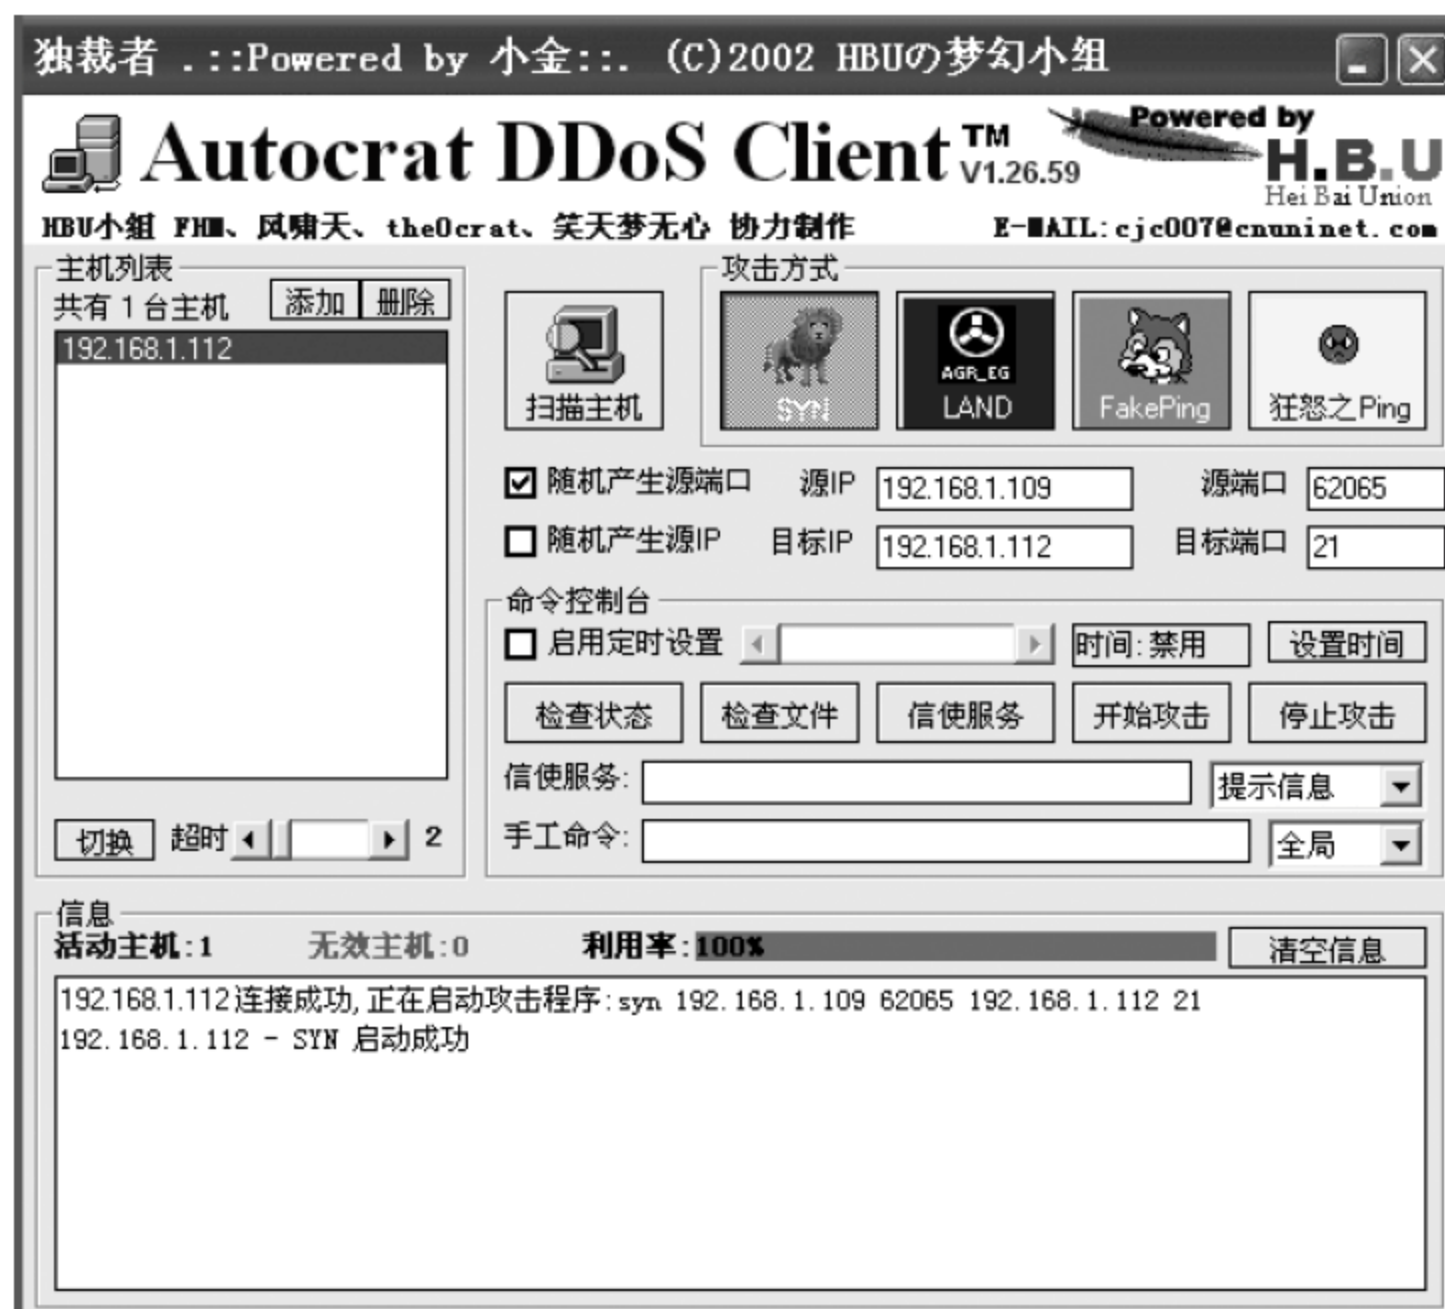 独裁者 .::Powered by 小金::. (C)2002 HBUの梦幻小组
Autocrat DDoS Client TM V1.26.59
Powered by
H.B.U
Hei Bai Union
HBU小组 FHM、风啸天、the0crat、笑天梦无心 协力制作 E-MAIL:cjc007@cnuninet.com
主机列表
共有 1 台主机 添加 删除
192.168.1.112
切换 超时 2
扫描主机
攻击方式
SYN
AGR_EG
LAND
FakePing
狂怒之Ping
随机产生源端口 源IP 192.168.1.109 源端口 62065
随机产生源IP 目标IP 192.168.1.112 目标端口 21
命令控制台
启用定时设置 时间:禁用 设置时间
检查状态 检查文件 信使服务 开始攻击 停止攻击
信使服务: 提示信息
手工命令: 全局
信息
活动主机:1 无效主机:0 利用率:100% 清空信息
192.168.1.112连接成功,正在启动攻击程序:syn 192.168.1.109 62065 192.168.1.112 21
192.168.1.112 - SYN 启动成功